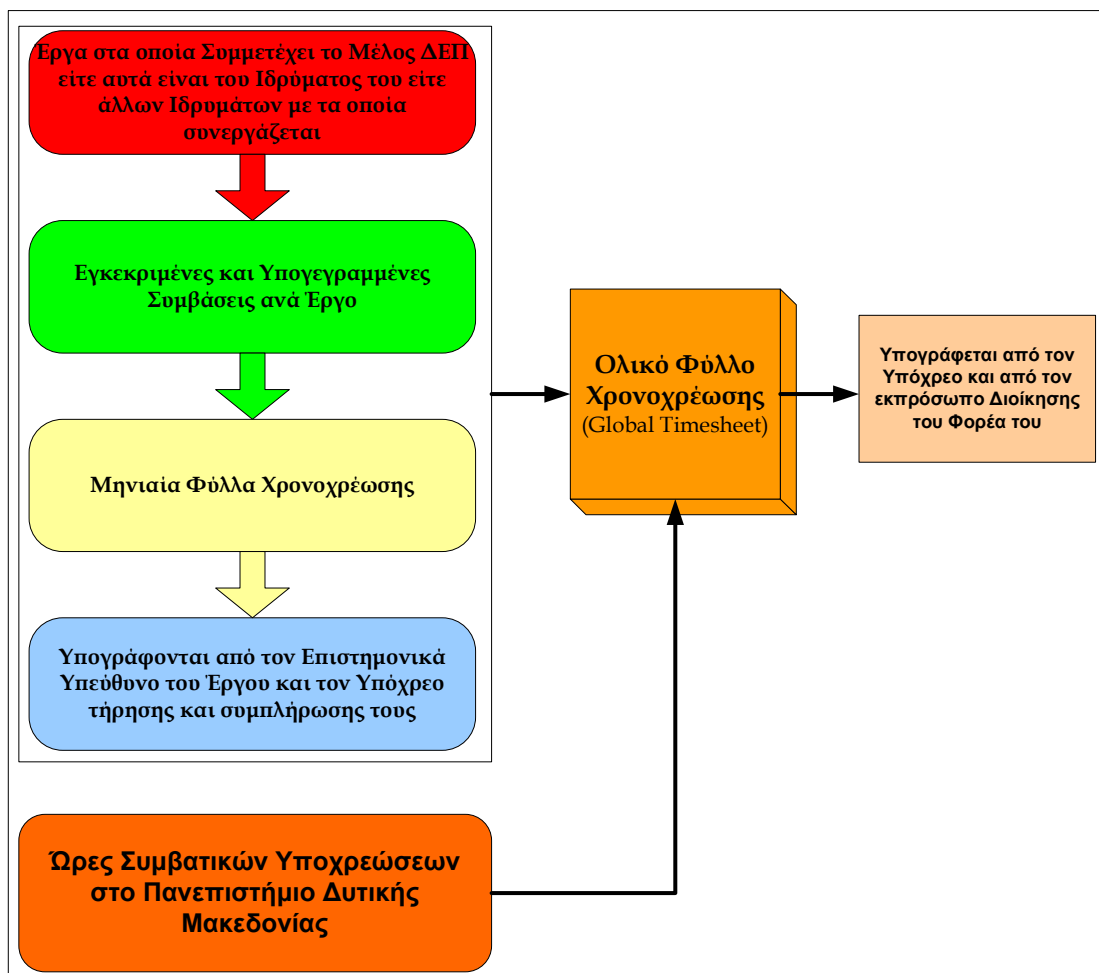 Έργα στα οποία Συμμετέχει το Μέλος ΔΕΠ
είτε αυτά είναι του Ιδρύματος του είτε
άλλων Ιδρυμάτων με τα οποία
συνεργάζεται
Εγκεκριμένες και Υπογεγραμμένες
Συμβάσεις ανά Έργο
Μηνιαία Φύλλα Χρονοχρέωσης
Υπογράφονται από τον Επιστημονικά
Υπεύθυνο του Έργου και τον Υπόχρεο
τήρησης και συμπλήρωσης τους
Ώρες Συμβατικών Υποχρεώσεων
στο Πανεπιστήμιο Δυτικής
Μακεδονίας
Ολικό Φύλλο
Χρονοχρέωσης
(Global Timesheet)
Υπογράφεται από τον
Υπόχρεο και από τον
εκπρόσωπο Διοίκησης
του Φορέα του